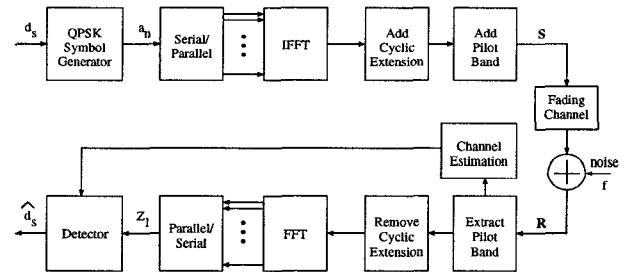 d_s
QPSK
Symbol
Generator
a_n
Serial/
Parallel
IFFT
Add
Cyclic
Extension
Add
Pilot
Band
S
Fading
Channel
Channel
Estimation
noise
f
d̂_s
Detector
Z_l
Parallel/
Serial
FFT
Remove
Cyclic
Extension
Extract
Pilot
Band
R